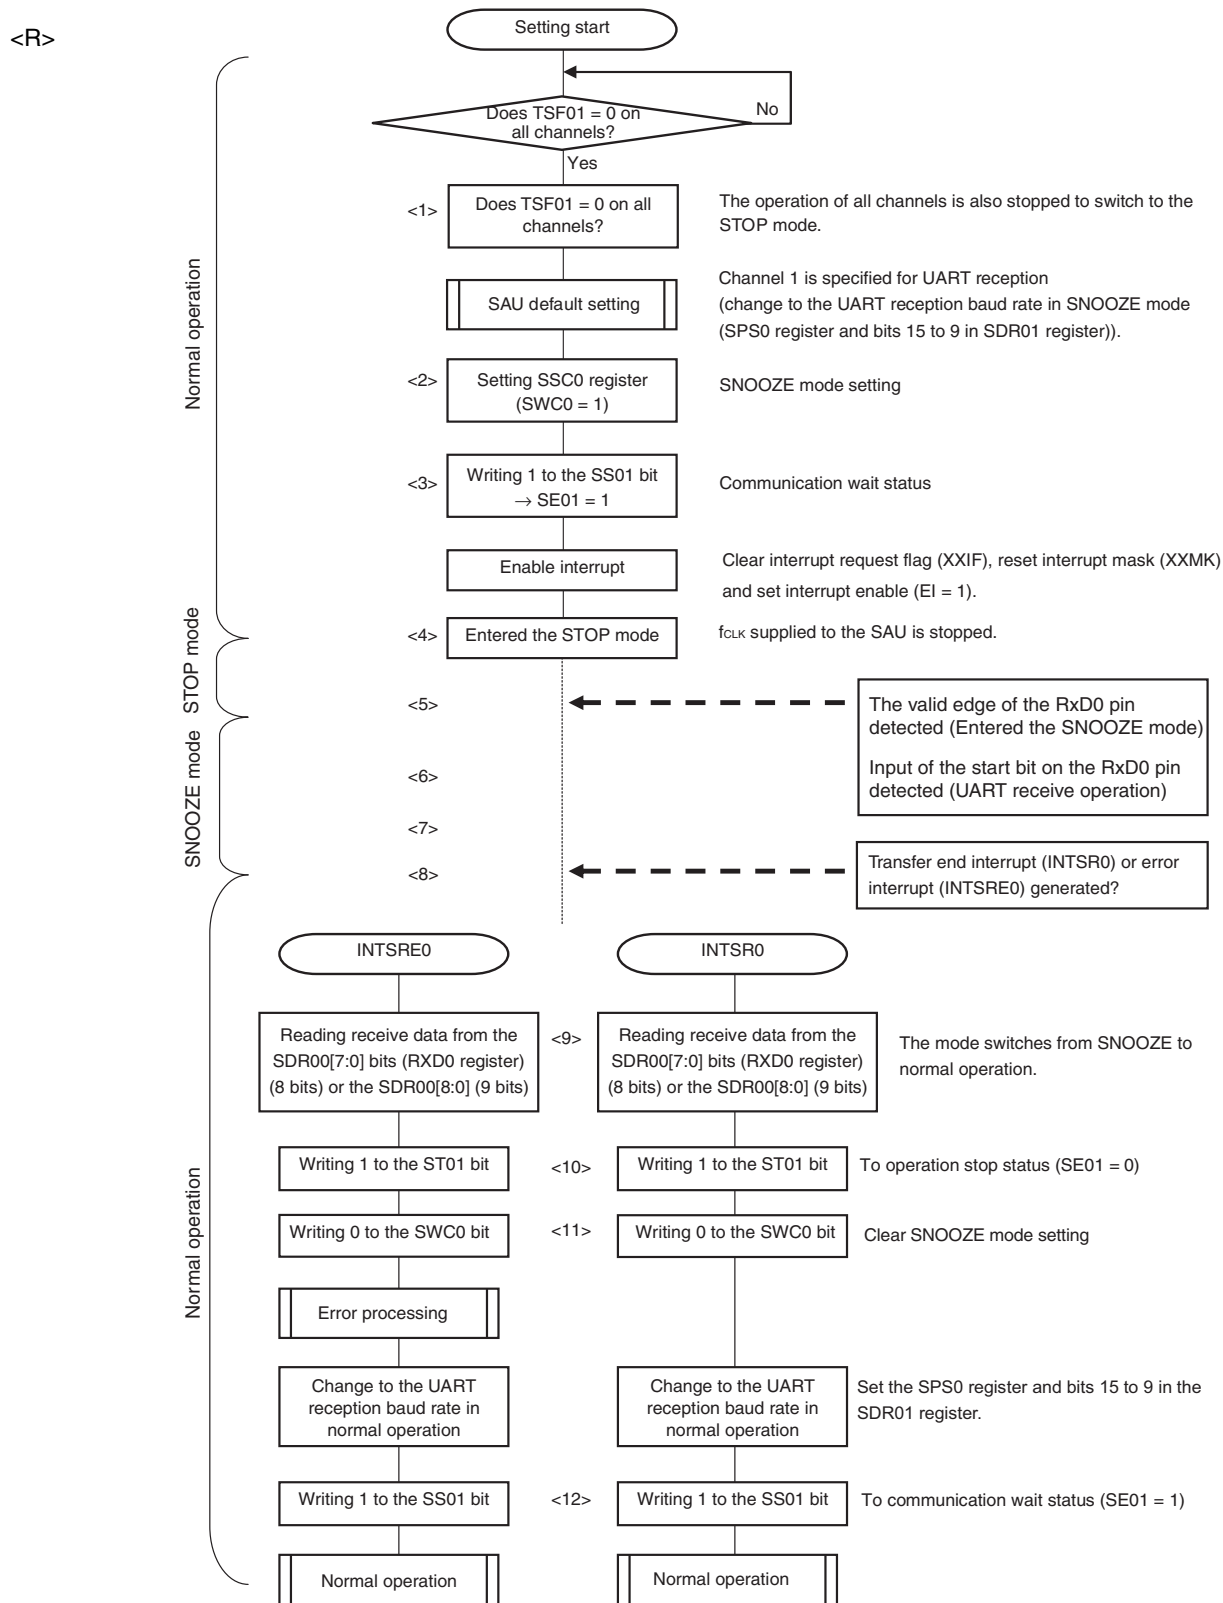 <R>
Setting start
Does TSF01 = 0 on
all channels?
No
Yes
<1>
Does TSF01 = 0 on all
channels?
The operation of all channels is also stopped to switch to the
STOP mode.
Normal operation
SAU default setting
Channel 1 is specified for UART reception
(change to the UART reception baud rate in SNOOZE mode
(SPS0 register and bits 15 to 9 in SDR01 register)).
<2>
Setting SSC0 register
(SWC0 = 1)
SNOOZE mode setting
<3>
Writing 1 to the SS01 bit
→ SE01 = 1
Communication wait status
Enable interrupt
Clear interrupt request flag (XXIF), reset interrupt mask (XXMK)
and set interrupt enable (EI = 1).
<4>
Entered the STOP mode
fCLK supplied to the SAU is stopped.
STOP mode
<5>
The valid edge of the RxD0 pin
detected (Entered the SNOOZE mode)
Input of the start bit on the RxD0 pin
detected (UART receive operation)
SNOOZE mode
<6>
<7>
<8>
Transfer end interrupt (INTSR0) or error
interrupt (INTSRE0) generated?
INTSRE0
INTSR0
Reading receive data from the
SDR00[7:0] bits (RXD0 register)
(8 bits) or the SDR00[8:0] (9 bits)
<9>
Reading receive data from the
SDR00[7:0] bits (RXD0 register)
(8 bits) or the SDR00[8:0] (9 bits)
The mode switches from SNOOZE to
normal operation.
Normal operation
Writing 1 to the ST01 bit
<10>
Writing 1 to the ST01 bit
To operation stop status (SE01 = 0)
Writing 0 to the SWC0 bit
<11>
Writing 0 to the SWC0 bit
Clear SNOOZE mode setting
Error processing
Change to the UART
reception baud rate in
normal operation
Change to the UART
reception baud rate in
normal operation
Set the SPS0 register and bits 15 to 9 in the
SDR01 register.
Writing 1 to the SS01 bit
<12>
Writing 1 to the SS01 bit
To communication wait status (SE01 = 1)
Normal operation
Normal operation